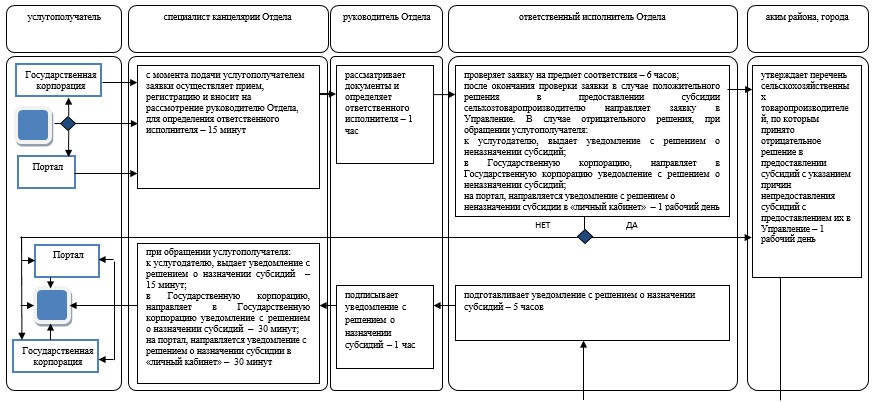 услугополучатель
специалист канцелярии Отдела
руководитель Отдела
ответственный исполнитель Отдела
аким района, города
Государственная
корпорация
Портал
с момента подачи услугополучателем
заявки осуществляет прием,
регистрацию и вносит на
рассмотрение руководителю Отдела,
для определения ответственного
исполнителя – 15 минут
рассматривает
документы и
определяет
ответственного
исполнителя – 1
час
проверяет заявку на предмет соответствия – 6 часов;
после окончания проверки заявки в случае положительного
решения в предоставлении субсидии
сельхозтоваропроизводителю направляет заявку в
Управление. В случае отрицательного решения, при
обращении услугополучателя:
к услугодателю, выдает уведомление с решением о
неназначении субсидий;
в Государственную корпорацию, направляет в
Государственную корпорацию уведомление с решением о
неназначении субсидий;
на портал, направляется уведомление с решением о
неназначении субсидии в «личный кабинет» – 1 рабочий день
утверждает перечень
сельскохозяйственны
х
товаропроизводителе
й, по которым
принято
отрицательное
решение в
предоставлении
субсидий с указанием
причин
непредоставления
субсидий с
предоставлением их в
Управление – 1
рабочий день
НЕТ
ДА
Портал
Государственная
корпорация
при обращении услугополучателя:
к услугодателю, выдает уведомление с
решением о назначении субсидий –
15 минут;
в Государственную корпорацию,
направляет в Государственную
корпорацию уведомление с решением
о назначении субсидий – 30 минут;
на портал, направляется уведомление с
решением о назначении субсидии в
«личный кабинет» – 30 минут
подписывает
уведомление с
решением о
назначении
субсидий – 1 час
подготавливает уведомление с решением о назначении
субсидий – 5 часов